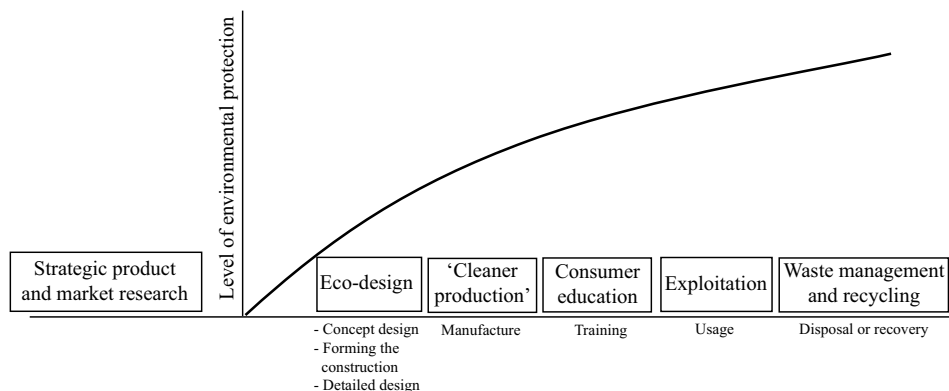 Level of environmental protection
Strategic product
and market research
Eco-design
‘Cleaner
production’
Consumer
education
Exploitation
Waste management
and recycling
- Concept design
- Forming the
construction
- Detailed design
Manufacture
Training
Usage
Disposal or recovery